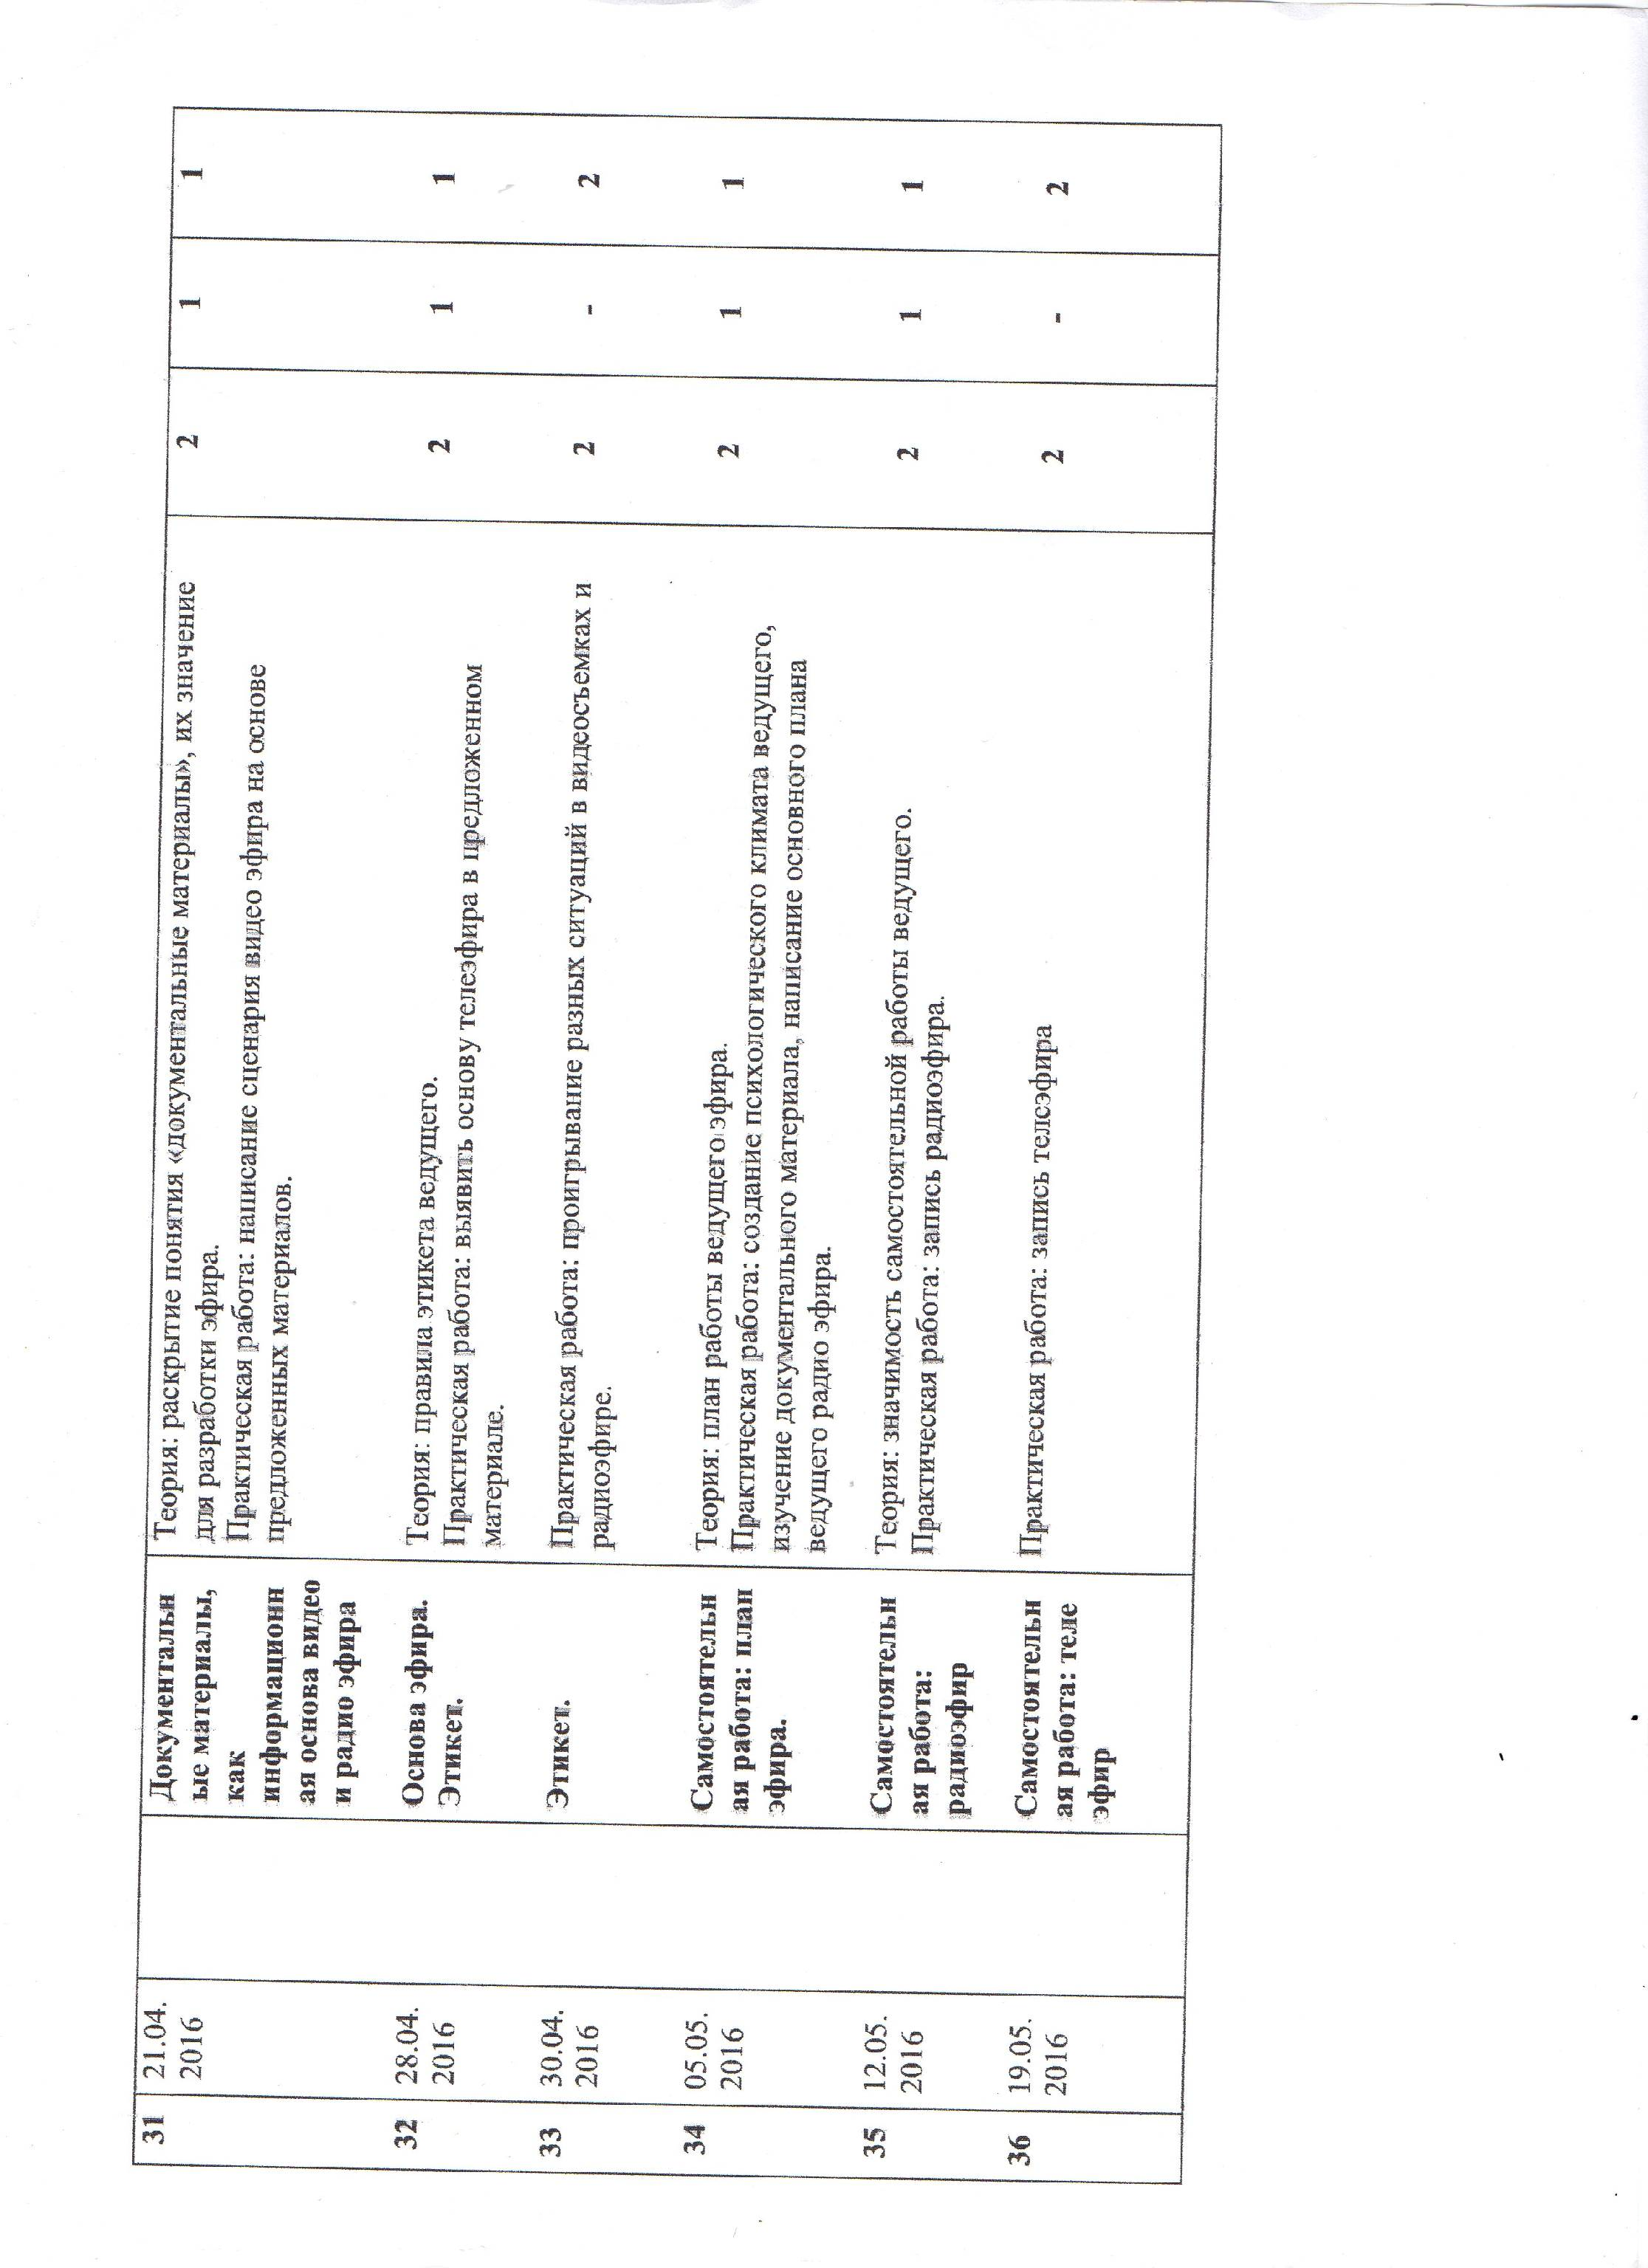 31
21.04.
2016
Документальн
ые материалы,
как
информационн
ая основа видео
и радио эфира
Теория: раскрытие понятия «документальные материалы», их значение
для разработки эфира.
Практическая работа: написание сценария видео эфира на основе
предложенных материалов.
2
1
1
32
28.04.
2016
Основа эфира.
Этикет.
Теория: правила этикета ведущего.
Практическая работа: выявить основу телеэфира в предложенном
материале.
2
1
1
33
30.04.
2016
Этикет.
Практическая работа: проигрывание разных ситуаций в видеосъемках и
радиоэфире.
2
-
2
34
05.05.
2016
Самостоятельн
ая работа: план
эфира.
Теория: план работы ведущего эфира.
Практическая работа: создание психологического климата ведущего,
изучение документального материала, написание основного плана
ведущего радио эфира.
2
1
1
35
12.05.
2016
Самостоятельн
ая работа:
радиоэфир
Теория: значимость самостоятельной работы ведущего.
Практическая работа: запись радиоэфира.
2
1
1
36
19.05.
2016
Самостоятельн
ая работа: теле
эфир
Практическая работа: запись телеэфира
2
-
2